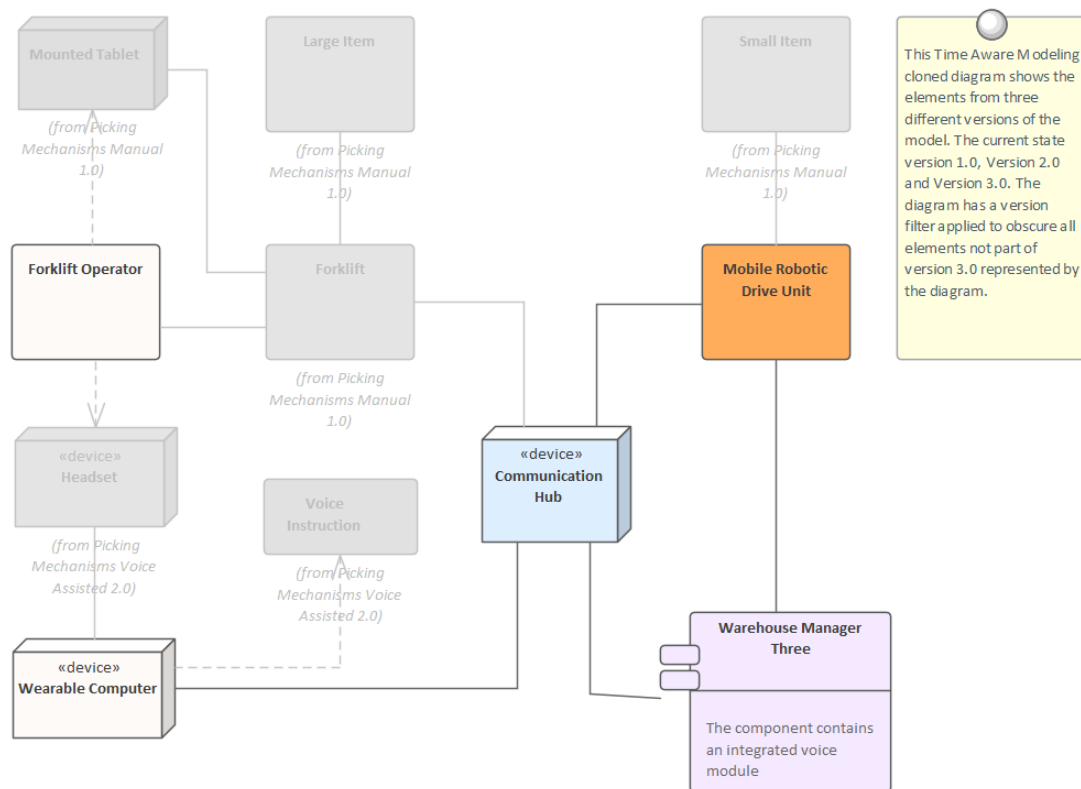 Mounted Tablet
(from Picking
Mechanisms Manual
1.0)
Large Item
(from Picking
Mechanisms Manual
1.0)
Small Item
(from Picking
Mechanisms Manual
1.0)
This Time Aware Modeling
cloned diagram shows the
elements from three
different versions of the
model. The current state
version 1.0, Version 2.0
and Version 3.0. The
diagram has a version
filter applied to obscure all
elements not part of
version 3.0 represented by
the diagram.
Forklift Operator
Forklift
(from Picking
Mechanisms Manual
1.0)
Mobile Robotic
Drive Unit
«device»
Headset
(from Picking
Mechanisms Voice
Assisted 2.0)
Voice
Instruction
(from Picking
Mechanisms Voice
Assisted 2.0)
«device»
Communication
Hub
«device»
Wearable Computer
Warehouse Manager
Three
The component contains
an integrated voice
module